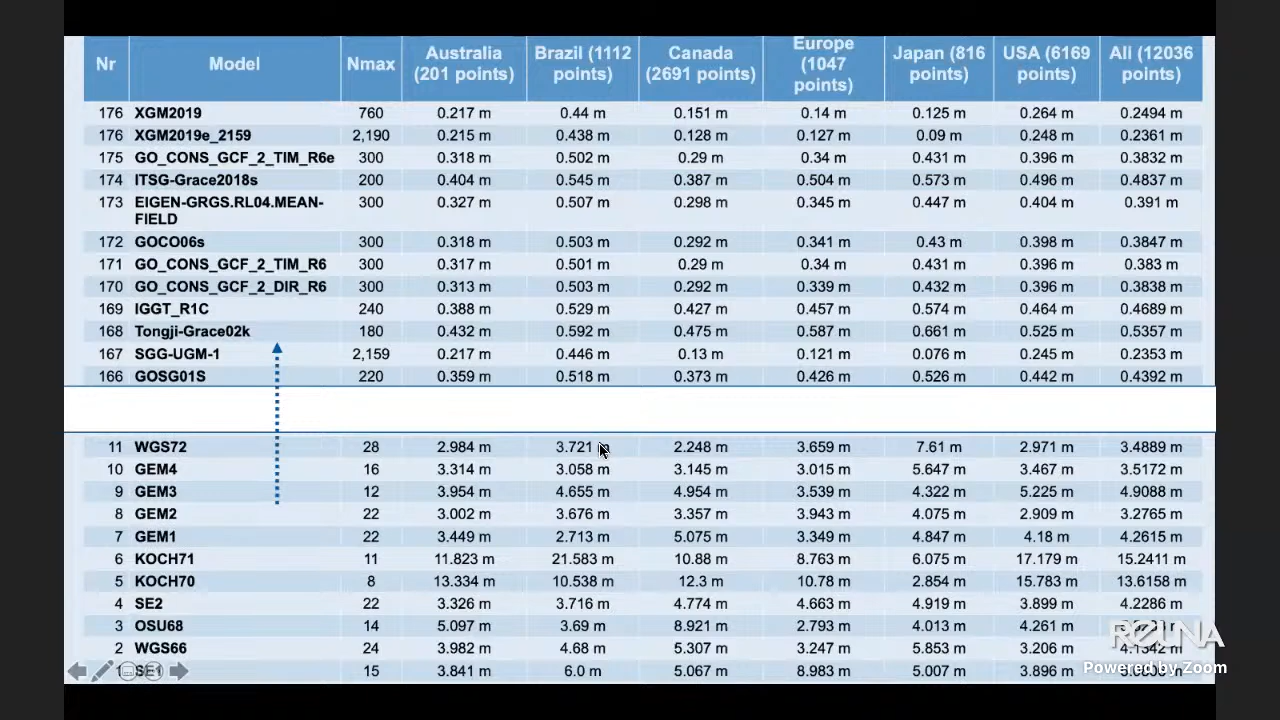 Nr Model Nmax Australia (201 points) Brazil (1112 points) Canada (2691 points) Europe (1047 points) Japan (816 points) USA (6169 points) All (12036 points)
176 XGM2019 760 0.217 m 0.44 m 0.151 m 0.14 m 0.125 m 0.264 m 0.2494 m
176 XGM2019e_2159 2,190 0.215 m 0.438 m 0.128 m 0.127 m 0.09 m 0.248 m 0.2361 m
175 GO_CONS_GCF_2_TIM_R6e 300 0.318 m 0.502 m 0.29 m 0.34 m 0.431 m 0.396 m 0.3832 m
174 ITSG-Grace2018s 200 0.404 m 0.545 m 0.387 m 0.504 m 0.573 m 0.496 m 0.4837 m
173 EIGEN-GRGS.RL04.MEAN-FIELD 300 0.327 m 0.507 m 0.298 m 0.345 m 0.447 m 0.404 m 0.391 m
172 GOCO06s 300 0.318 m 0.503 m 0.292 m 0.341 m 0.43 m 0.398 m 0.3847 m
171 GO_CONS_GCF_2_TIM_R6 300 0.317 m 0.501 m 0.29 m 0.34 m 0.431 m 0.396 m 0.383 m
170 GO_CONS_GCF_2_DIR_R6 300 0.313 m 0.503 m 0.292 m 0.339 m 0.432 m 0.396 m 0.3838 m
169 IGGT_R1C 240 0.388 m 0.529 m 0.427 m 0.457 m 0.574 m 0.464 m 0.4689 m
168 Tongji-Grace02k 180 0.432 m 0.592 m 0.475 m 0.587 m 0.661 m 0.525 m 0.5357 m
167 SGG-UGM-1 2,159 0.217 m 0.446 m 0.13 m 0.121 m 0.076 m 0.245 m 0.2353 m
166 GOSG01S 220 0.359 m 0.518 m 0.373 m 0.426 m 0.526 m 0.442 m 0.4392 m
11 WGS72 28 2.984 m 3.721 m 2.248 m 3.659 m 7.61 m 2.971 m 3.4889 m
10 GEM4 16 3.314 m 3.058 m 3.145 m 3.015 m 5.647 m 3.467 m 3.5172 m
9 GEM3 12 3.954 m 4.655 m 4.954 m 3.539 m 4.322 m 5.225 m 4.9088 m
8 GEM2 22 3.002 m 3.676 m 3.357 m 3.943 m 4.075 m 2.909 m 3.2765 m
7 GEM1 22 3.449 m 2.713 m 5.075 m 3.349 m 4.847 m 4.18 m 4.2615 m
6 KOCH71 11 11.823 m 21.583 m 10.88 m 8.763 m 6.075 m 17.179 m 15.2411 m
5 KOCH70 8 13.334 m 10.538 m 12.3 m 10.78 m 2.854 m 15.783 m 13.6158 m
4 SE2 22 3.326 m 3.716 m 4.774 m 4.663 m 4.919 m 3.899 m 4.2286 m
3 OSU68 14 5.097 m 3.69 m 8.921 m 2.793 m 4.013 m 4.261 m
2 WGS66 24 3.982 m 4.68 m 5.307 m 3.247 m 5.853 m 3.206 m 4.1342 m
1 SE1 15 3.841 m 6.0 m 5.067 m 8.983 m 5.007 m 3.896 m
Powered by Zoom